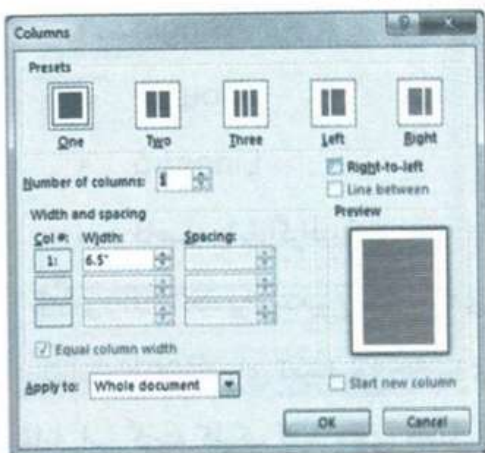 Columns
Presets
One Two Three Left Right
Number of columns: 1
Right-to-left
Line between
Width and spacing
Preview
Col #: Width: Spacing:
1: 6.5"
Equal column width
Apply to: Whole document
Start new column
OK Cancel